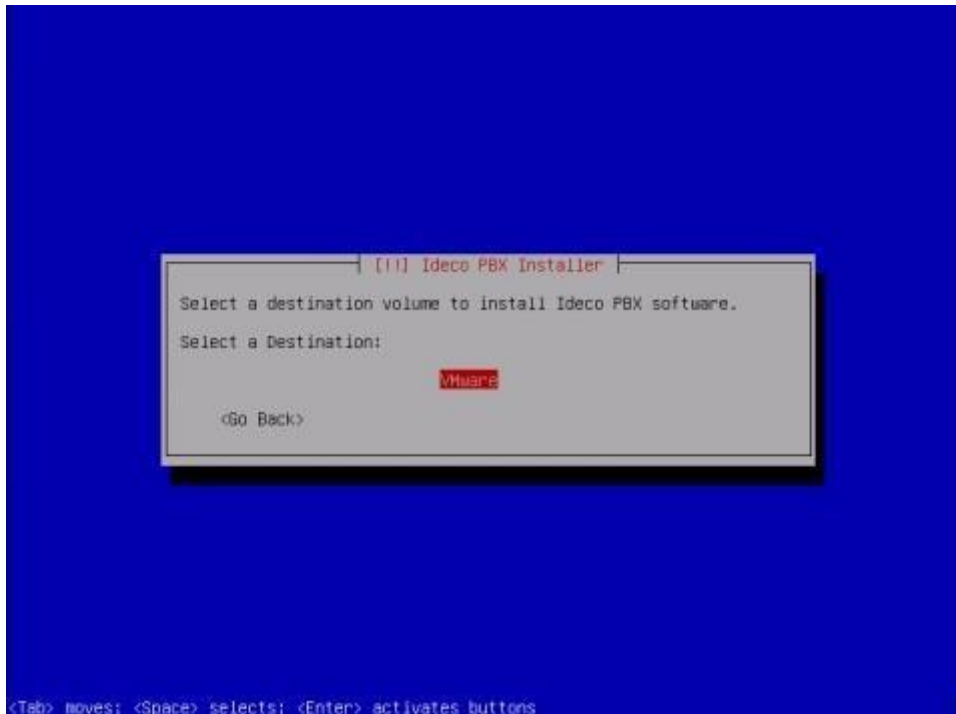 [!!] Ideco PBX Installer
Select a destination volume to install Ideco PBX software.
Select a Destination:
VMware
<Go Back>
<Tab> moves; <Space> selects; <Enter> activates buttons